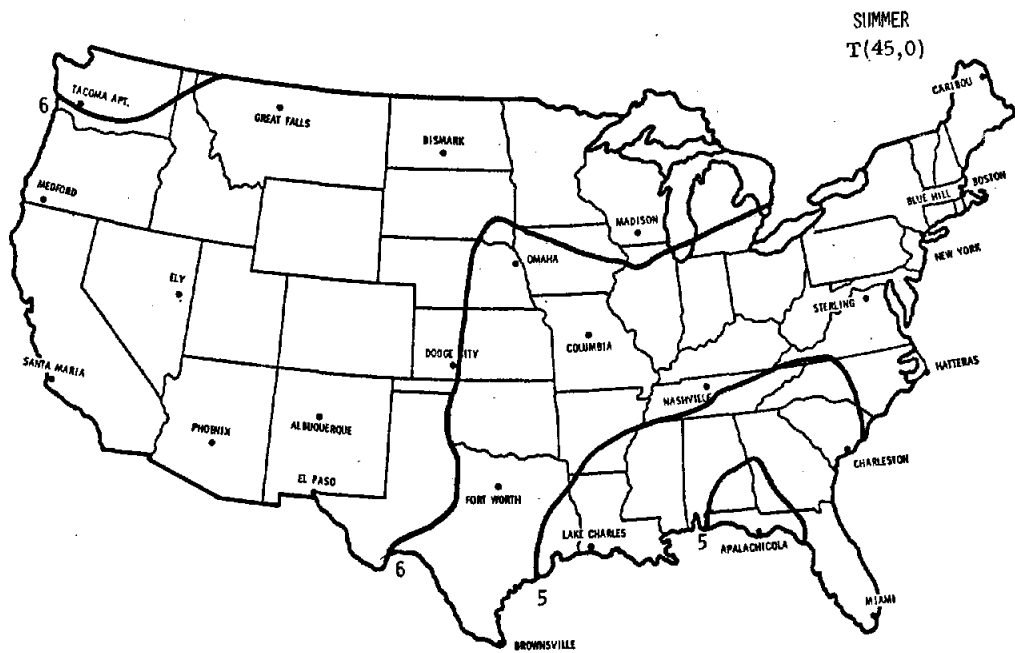 SUMMER
T(45,0)
CARIBOU
6
TACOMA APT.
GREAT FALLS
BISMARK
MEDFORD
MADISON
BLUE HILL
BOSTON
NEW YORK
ELY
OMAHA
STERLING
SANTA MARIA
DODGE CITY
COLUMBIA
HATTERAS
NASHVILLE
PHOENIX
ALBUQUERQUE
EL PASO
CHARLESTON
FORT WORTH
LAKE CHARLES
5
APALACHICOLA
6
5
MIAMI
BROWNSVILLE